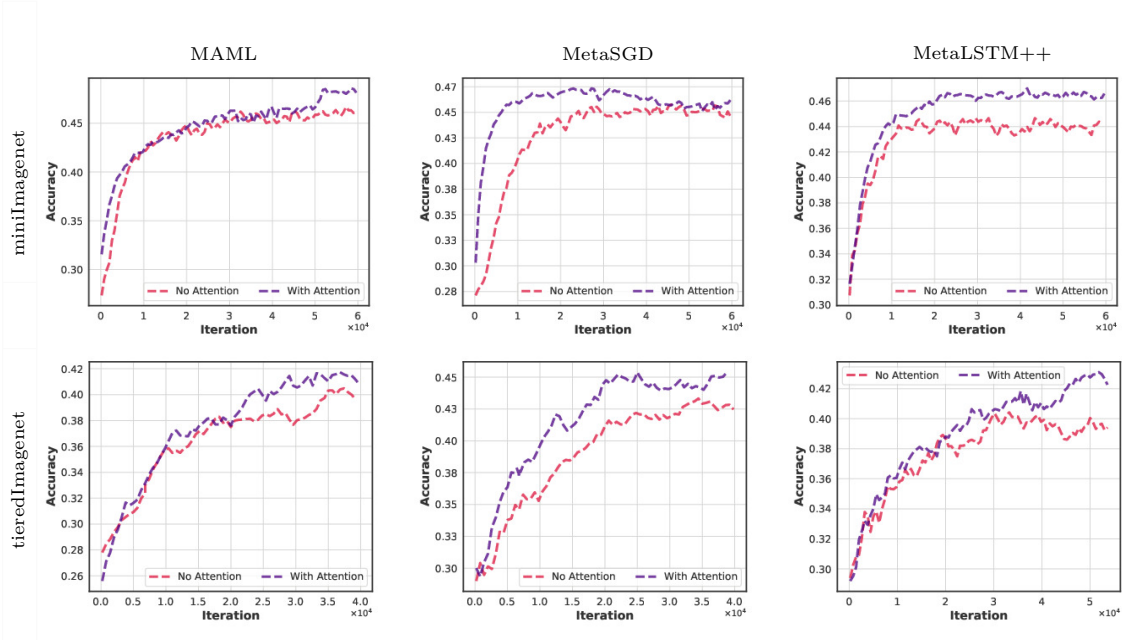 MAML
MetaSGD
MetaLSTM++
miniImagenet
Accuracy
0.45
0.40
0.35
0.30
No Attention
With Attention
0 1 2 3 4 5 6
×10⁴
Iteration
Accuracy
0.47
0.45
0.43
0.40
0.38
0.35
0.33
0.30
0.28
No Attention
With Attention
0 1 2 3 4 5 6
×10⁴
Iteration
Accuracy
0.46
0.44
0.42
0.40
0.38
0.36
0.34
0.32
0.30
No Attention
With Attention
0 1 2 3 4 5 6
×10⁴
Iteration
tieredImagenet
Accuracy
0.42
0.40
0.38
0.36
0.34
0.32
0.30
0.28
0.26
No Attention
With Attention
0.0 0.5 1.0 1.5 2.0 2.5 3.0 3.5 4.0
×10⁴
Iteration
Accuracy
0.45
0.43
0.40
0.38
0.35
0.33
0.30
No Attention
With Attention
0.0 0.5 1.0 1.5 2.0 2.5 3.0 3.5 4.0
×10⁴
Iteration
Accuracy
No Attention
With Attention
0.42
0.40
0.38
0.36
0.34
0.32
0.30
0 1 2 3 4 5
×10⁴
Iteration